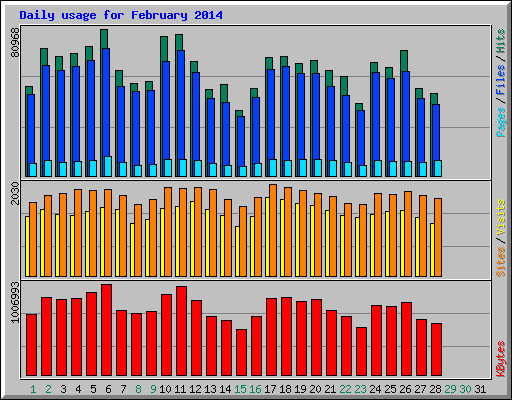 Daily usage for February 2014
80968
Pages / Files / Hits
2030
Sites / Visits
1006993
KBytes
1 2 3 4 5 6 7 8 9 10 11 12 13 14 15 16 17 18 19 20 21 22 23 24 25 26 27 28 29 30 31